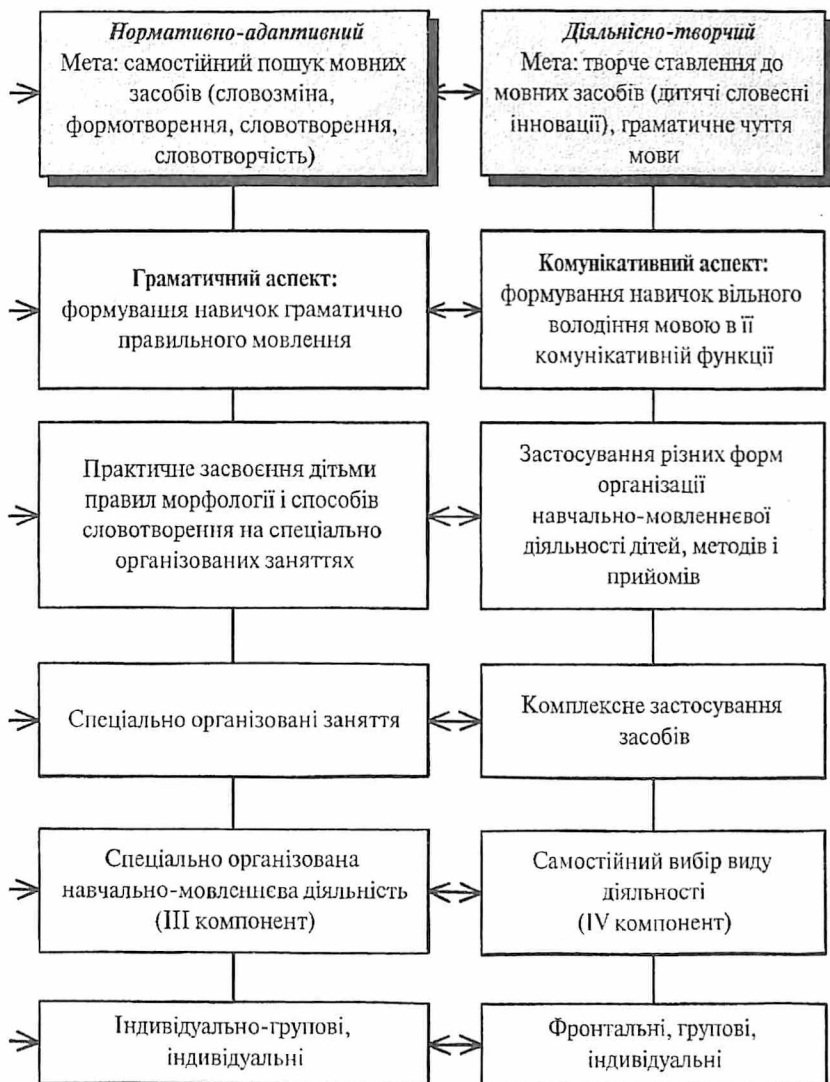 Нормативно-адаптивний
Мета: самостійний пошук мовних
засобів (словозміна,
формотворення, словотворення,
словотворчість)
Діяльнісно-творчий
Мета: творче ставлення до
мовних засобів (дитячі словесні
інновації), граматичне чуття
мови
Граматичний аспект:
формування навичок граматично
правильного мовлення
Комунікативний аспект:
формування навичок вільного
володіння мовою в її
комунікативній функції
Практичне засвоєння дітьми
правил морфології і способів
словотворення на спеціально
організованих заняттях
Застосування різних форм
організації
навчально-мовленнєвої
діяльності дітей, методів і
прийомів
Спеціально організовані заняття
Комплексне застосування
засобів
Спеціально організована
навчально-мовленнєва діяльність
(III компонент)
Самостійний вибір виду
діяльності
(IV компонент)
Індивідуально-групові,
індивідуальні
Фронтальні, групові,
індивідуальні